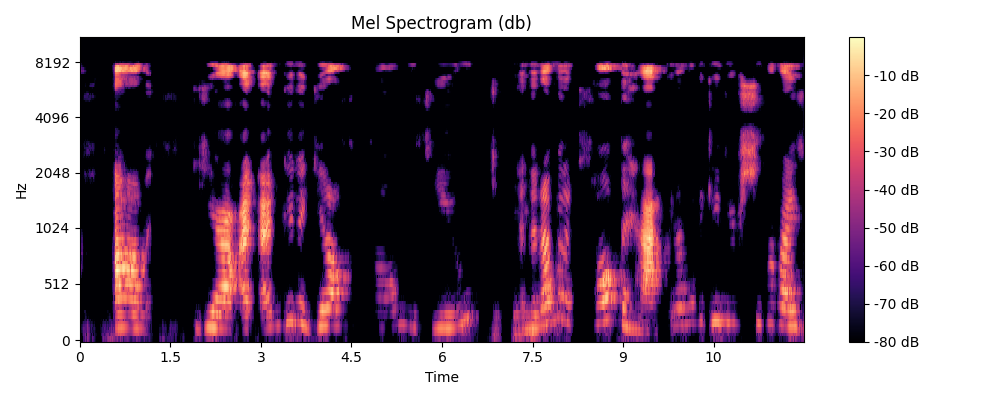 Mel Spectrogram (db)
8192
4096
2048
1024
512
0
Hz
0 1.5 3 4.5 6 7.5 9 10
Time
-10 dB
-20 dB
-30 dB
-40 dB
-50 dB
-60 dB
-70 dB
-80 dB